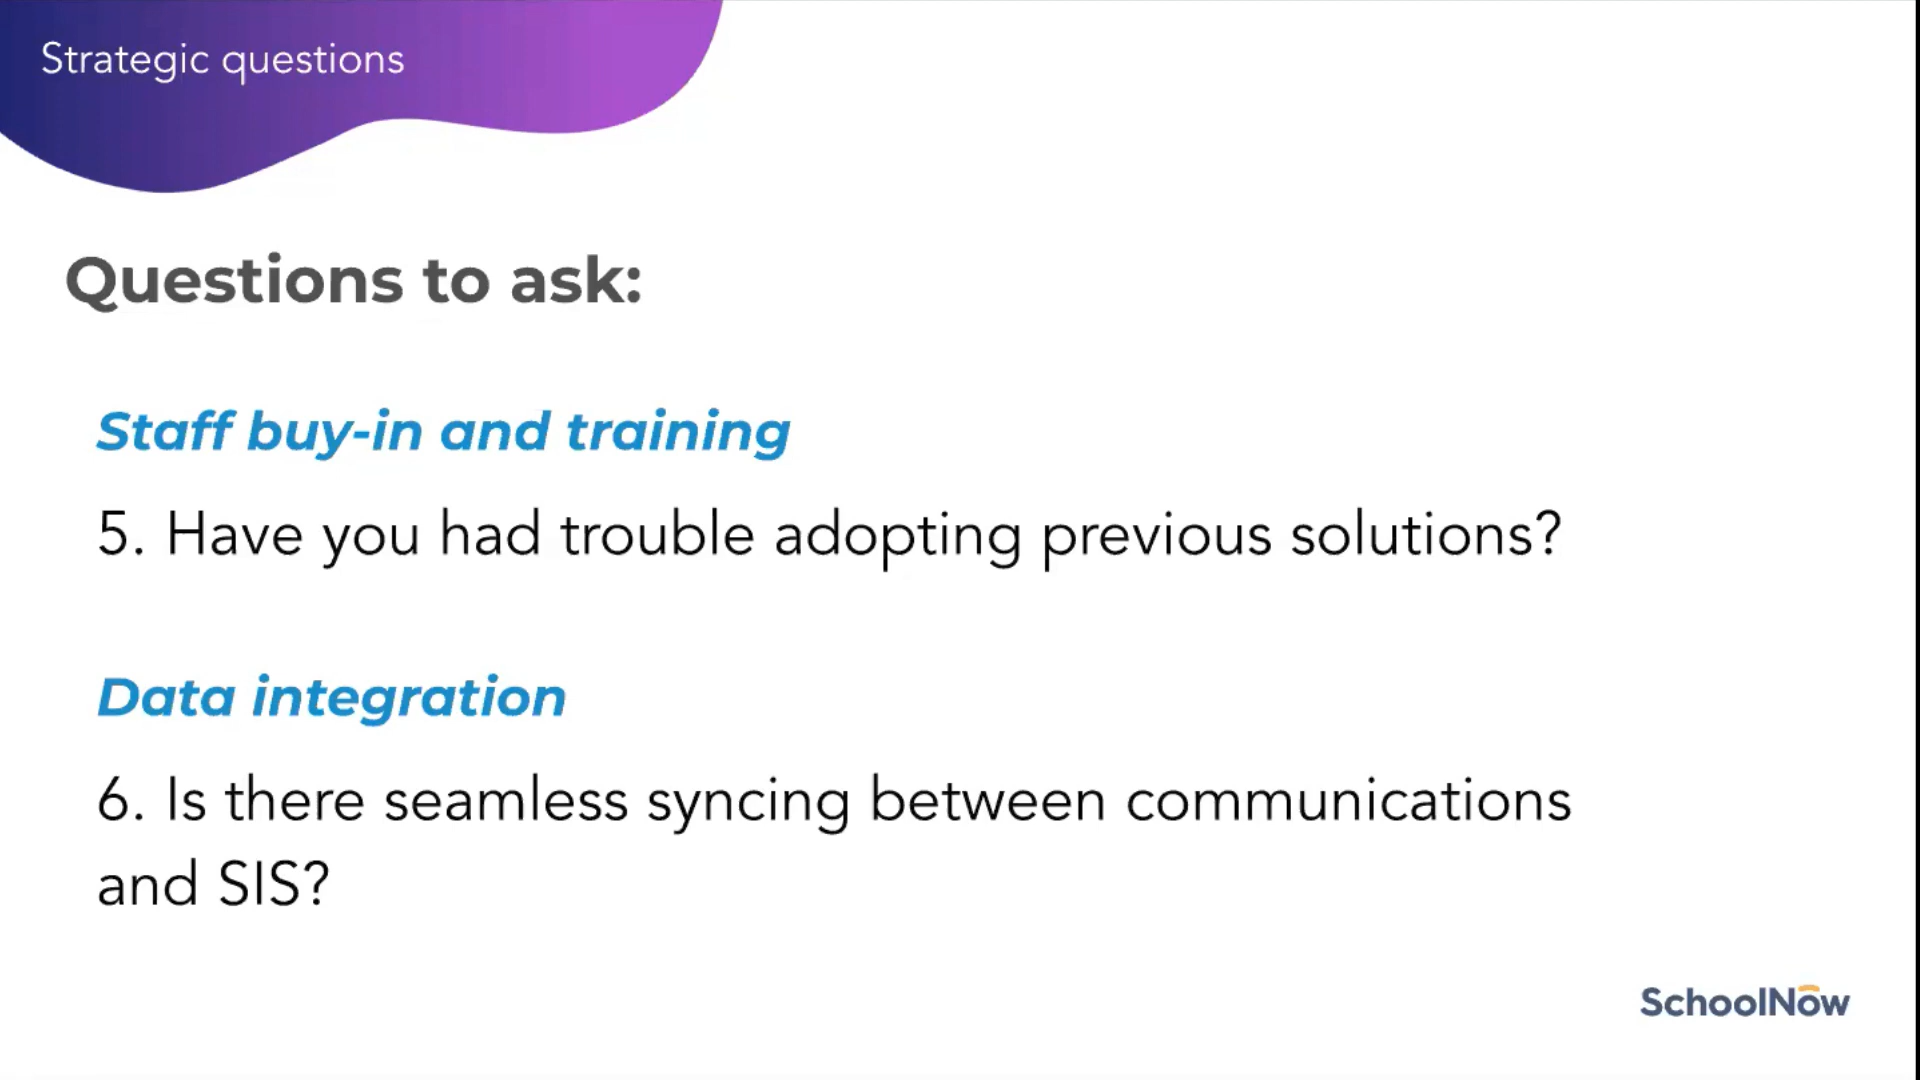 Strategic questions
Questions to ask:
Staff buy-in and training
5. Have you had trouble adopting previous solutions?
Data integration
6. Is there seamless syncing between communications
and SIS?
SchoolNow